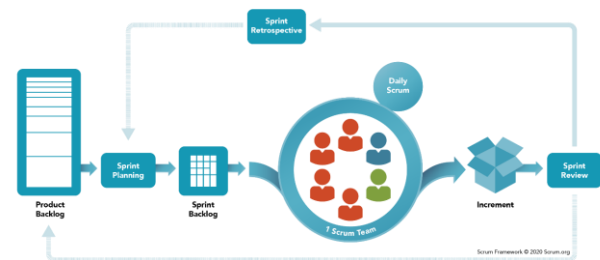 Sprint
Retrospective
Daily
Scrum
Sprint
Planning
Sprint
Review
Product
Backlog
Sprint
Backlog
1 Scrum Team
Increment
Scrum Framework © 2020 Scrum.org